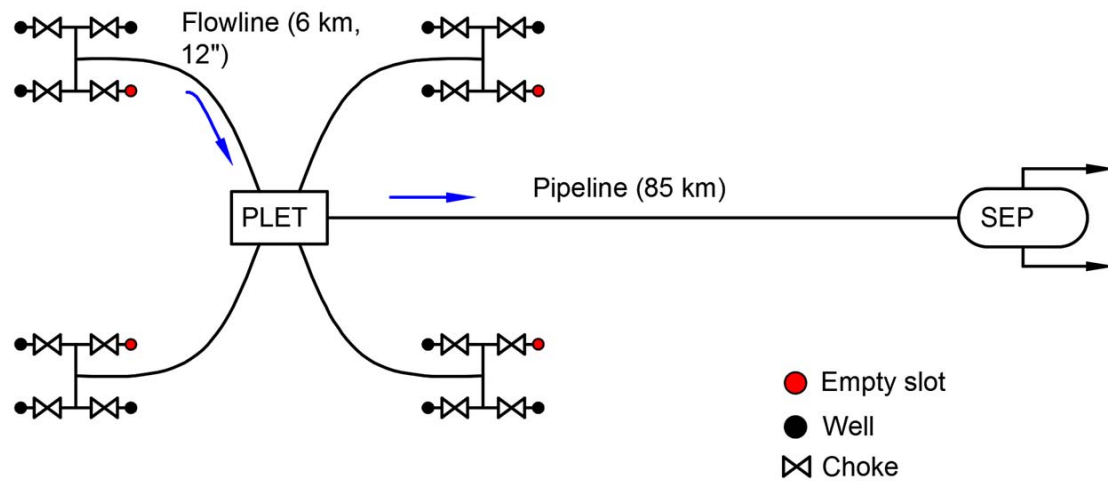 Flowline (6 km,
12")
Pipeline (85 km)
PLET
SEP
Empty slot
Well
Choke